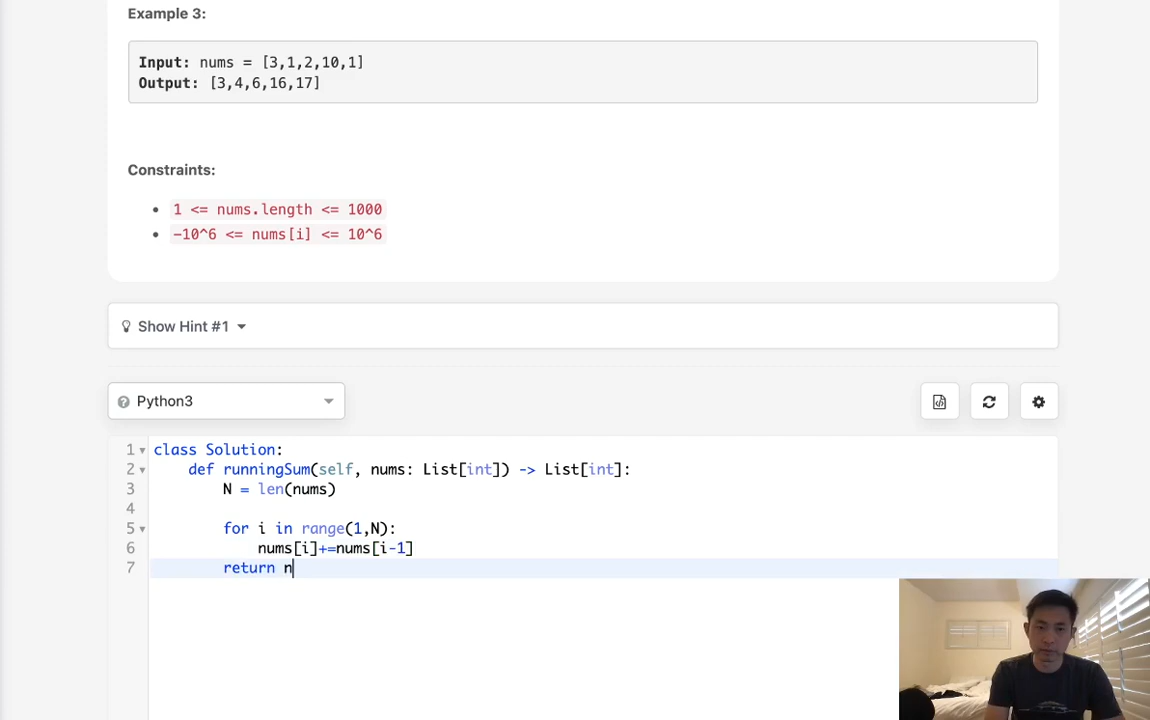 Example 3:
Input: nums = [3,1,2,10,1]
Output: [3,4,6,16,17]
Constraints:
1 <= nums.length <= 1000
-10^6 <= nums[i] <= 10^6
Show Hint #1
Python3
1 class Solution:
2 def runningSum(self, nums: List[int]) -> List[int]:
3 N = len(nums)
4
5 for i in range(1,N):
6 nums[i]+=nums[i-1]
7 return n